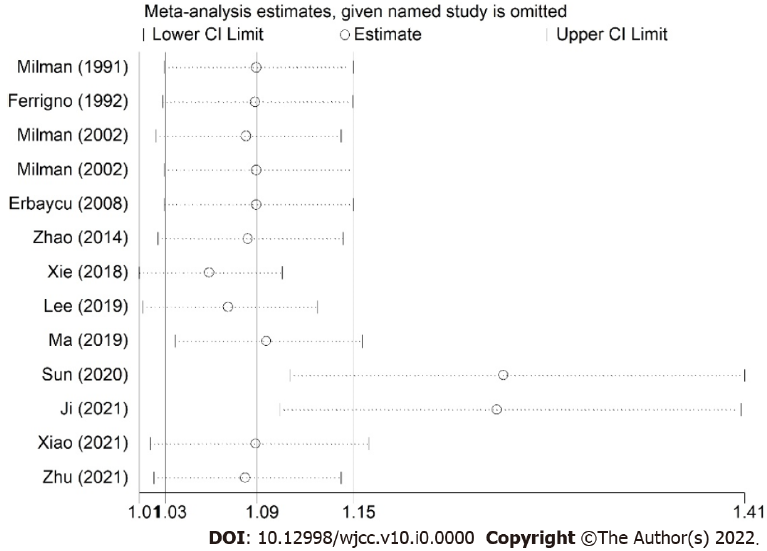 Meta-analysis estimates, given named study is omitted
Lower CI Limit Estimate Upper CI Limit
Milman (1991)
Ferrigno (1992)
Milman (2002)
Milman (2002)
Erbaycu (2008)
Zhao (2014)
Xie (2018)
Lee (2019)
Ma (2019)
Sun (2020)
Ji (2021)
Xiao (2021)
Zhu (2021)
1.01 1.03 1.09 1.15 1.41
DOI: 10.12998/wjcc.v10.i0.0000 Copyright ©The Author(s) 2022.